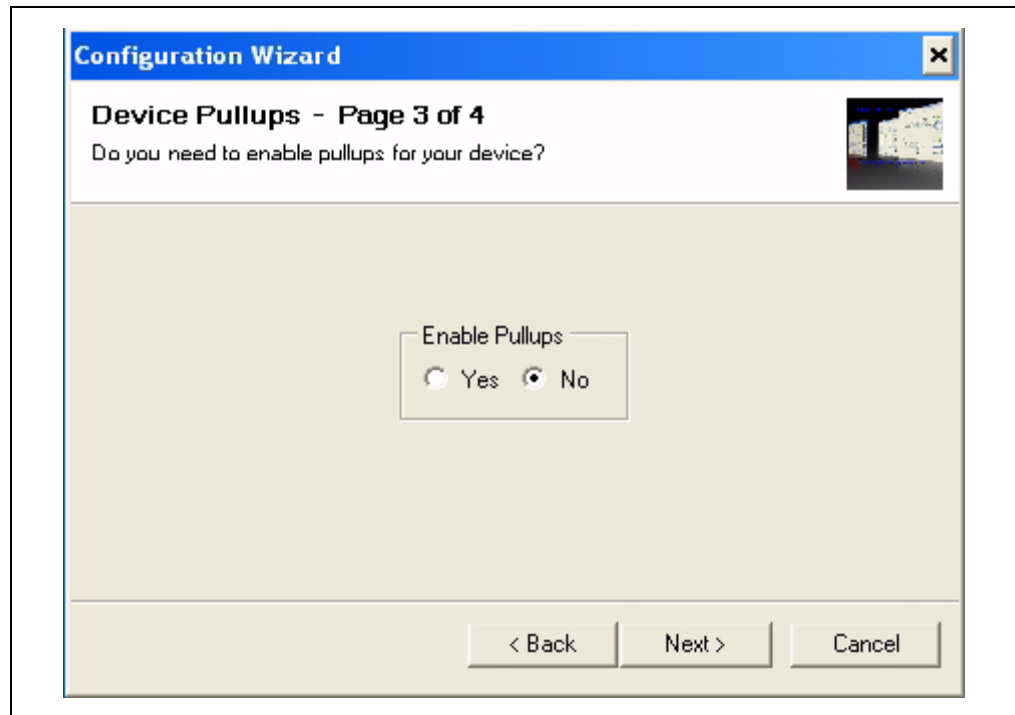 Configuration Wizard
Device Pullups - Page 3 of 4
Do you need to enable pullups for your device?
Enable Pullups
Yes No
< Back Next > Cancel